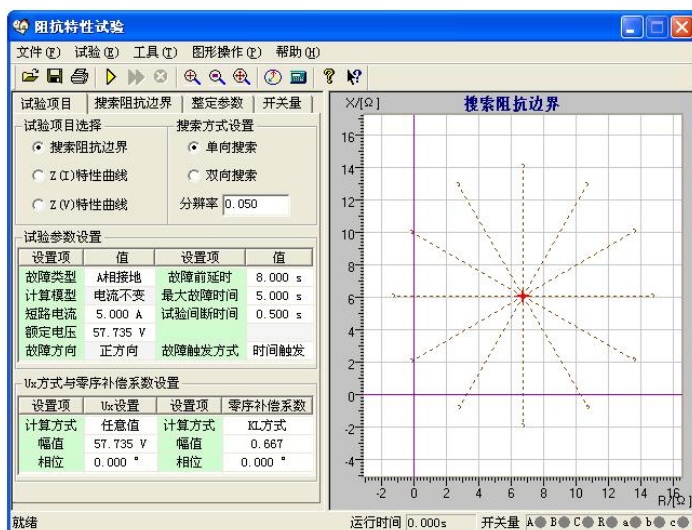 阻抗特性试验
文件(F) 试验(E) 工具(T) 图形操作(P) 帮助(H)
试验项目 搜索阻抗边界 整定参数 开关量
试验项目选择 搜索方式设置
搜索阻抗边界 单向搜索
Z(I)特性曲线 双向搜索
Z(V)特性曲线 分辨率 0.050
试验参数设置
设置项 值 设置项 值
故障类型 A相接地 故障前延时 8.000 s
计算模型 电流不变 最大故障时间 5.000 s
短路电流 5.000 A 试验间断时间 0.500 s
额定电压 57.735 V
故障方向 正方向 故障触发方式 时间触发
Ux方式与零序补偿系数设置
设置项 Ux设置 设置项 零序补偿系数
计算方式 任意值 计算方式 KL方式
幅值 57.735 V 幅值 0.667
相位 0.000 ° 相位 0.000 °
X/[Ω] 搜索阻抗边界
16
14
12
10
8
6
4
2
0
-2
-4
-2 0 2 4 6 8 10 12 14 16
R/[Ω]
就绪 运行时间 0.000s 开关量 A B C R a b c